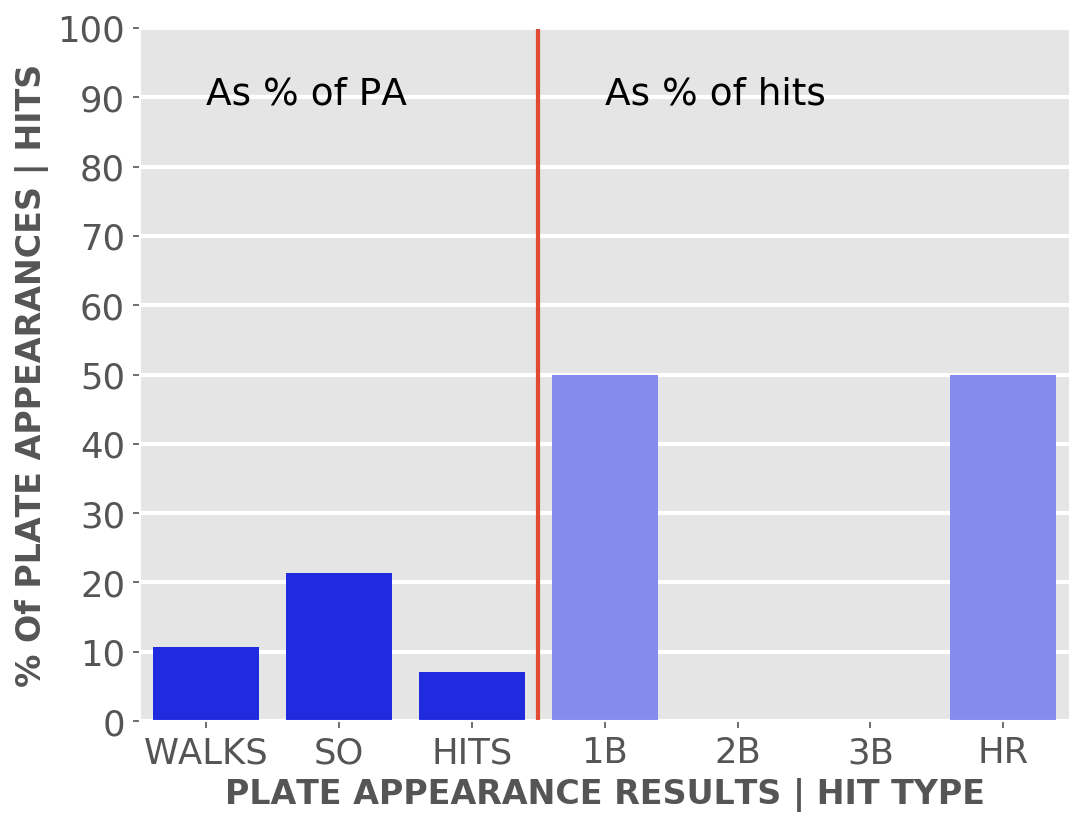 % Of PLATE APPEARANCES | HITS
100
90
80
70
60
50
40
30
20
10
0
As % of PA
As % of hits
WALKS SO HITS 1B 2B 3B HR
PLATE APPEARANCE RESULTS | HIT TYPE